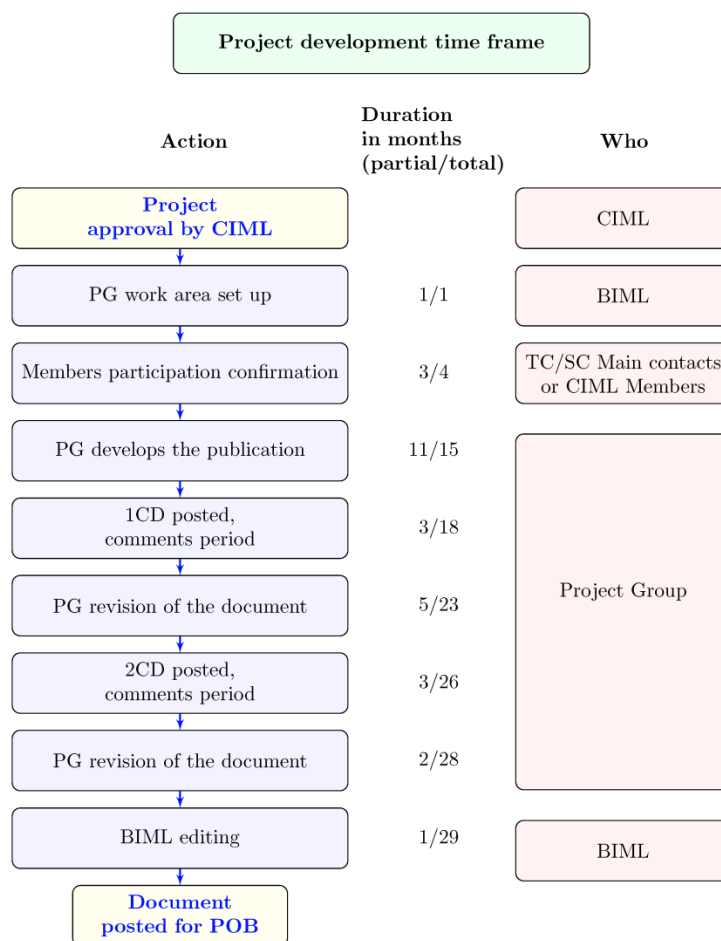 Project development time frame
Duration
in months
(partial/total)
Action
Who
Project
approval by CIML
CIML
PG work area set up
1/1
BIML
Members participation confirmation
3/4
TC/SC Main contacts
or CIML Members
PG develops the publication
11/15
1CD posted,
comments period
3/18
PG revision of the document
5/23
Project Group
2CD posted,
comments period
3/26
PG revision of the document
2/28
BIML editing
1/29
BIML
Document
posted for POB